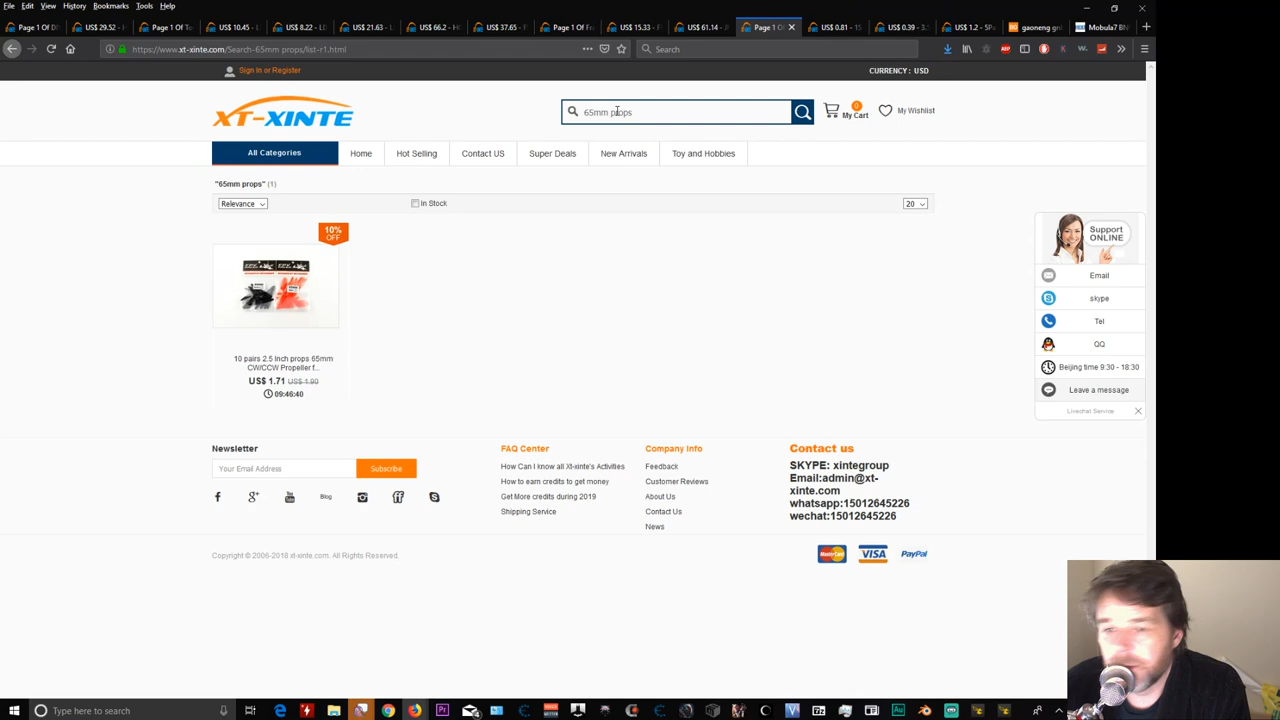 File Edit View History Bookmarks Tools Help
Page 1 Of D US$ 29.52 - Page 1 Of To US$ 10.45 - US$ 8.22 - L US$ 21.63 - L US$ 66.2 - H US$ 37.65 - Page 1 Of Fr US$ 15.33 - F US$ 61.14 - Page 1 O US$ 0.81 - 15 US$ 0.39 - 3. US$ 1.2 - 5Pa gaoneng gn Mobula7 BN
https://www.xt-xinte.com/Search-65mm props/list-r1.html Search
Sign In or Register CURRENCY: USD
XT-XINTE 65mm props 0 My Cart My Wishlist
All Categories Home Hot Selling Contact US Super Deals New Arrivals Toy and Hobbies
"65mm props" (1)
Relevance In Stock 20
10%
OFF
10 pairs 2.5 Inch props 65mm
CW/CCW Propeller f...
US$ 1.71 US$ 1.90
09:46:40
Support
ONLINE
Email
skype
Tel
QQ
Beijing time 9:30 - 18:30
Leave a message
Livechat Service
Newsletter
Your Email Address Subscribe
Blog
FAQ Center
How Can I know all Xt-xinte's Activities
How to earn credits to get money
Get More credits during 2019
Shipping Service
Company Info
Feedback
Customer Reviews
About Us
Contact Us
News
Contact us
SKYPE: xintegroup
Email:admin@xt-
xinte.com
whatsapp:15012645226
wechat:15012645226
Copyright © 2006-2018 xt-xinte.com. All Rights Reserved.
MasterCard VISA PayPal
Type here to search